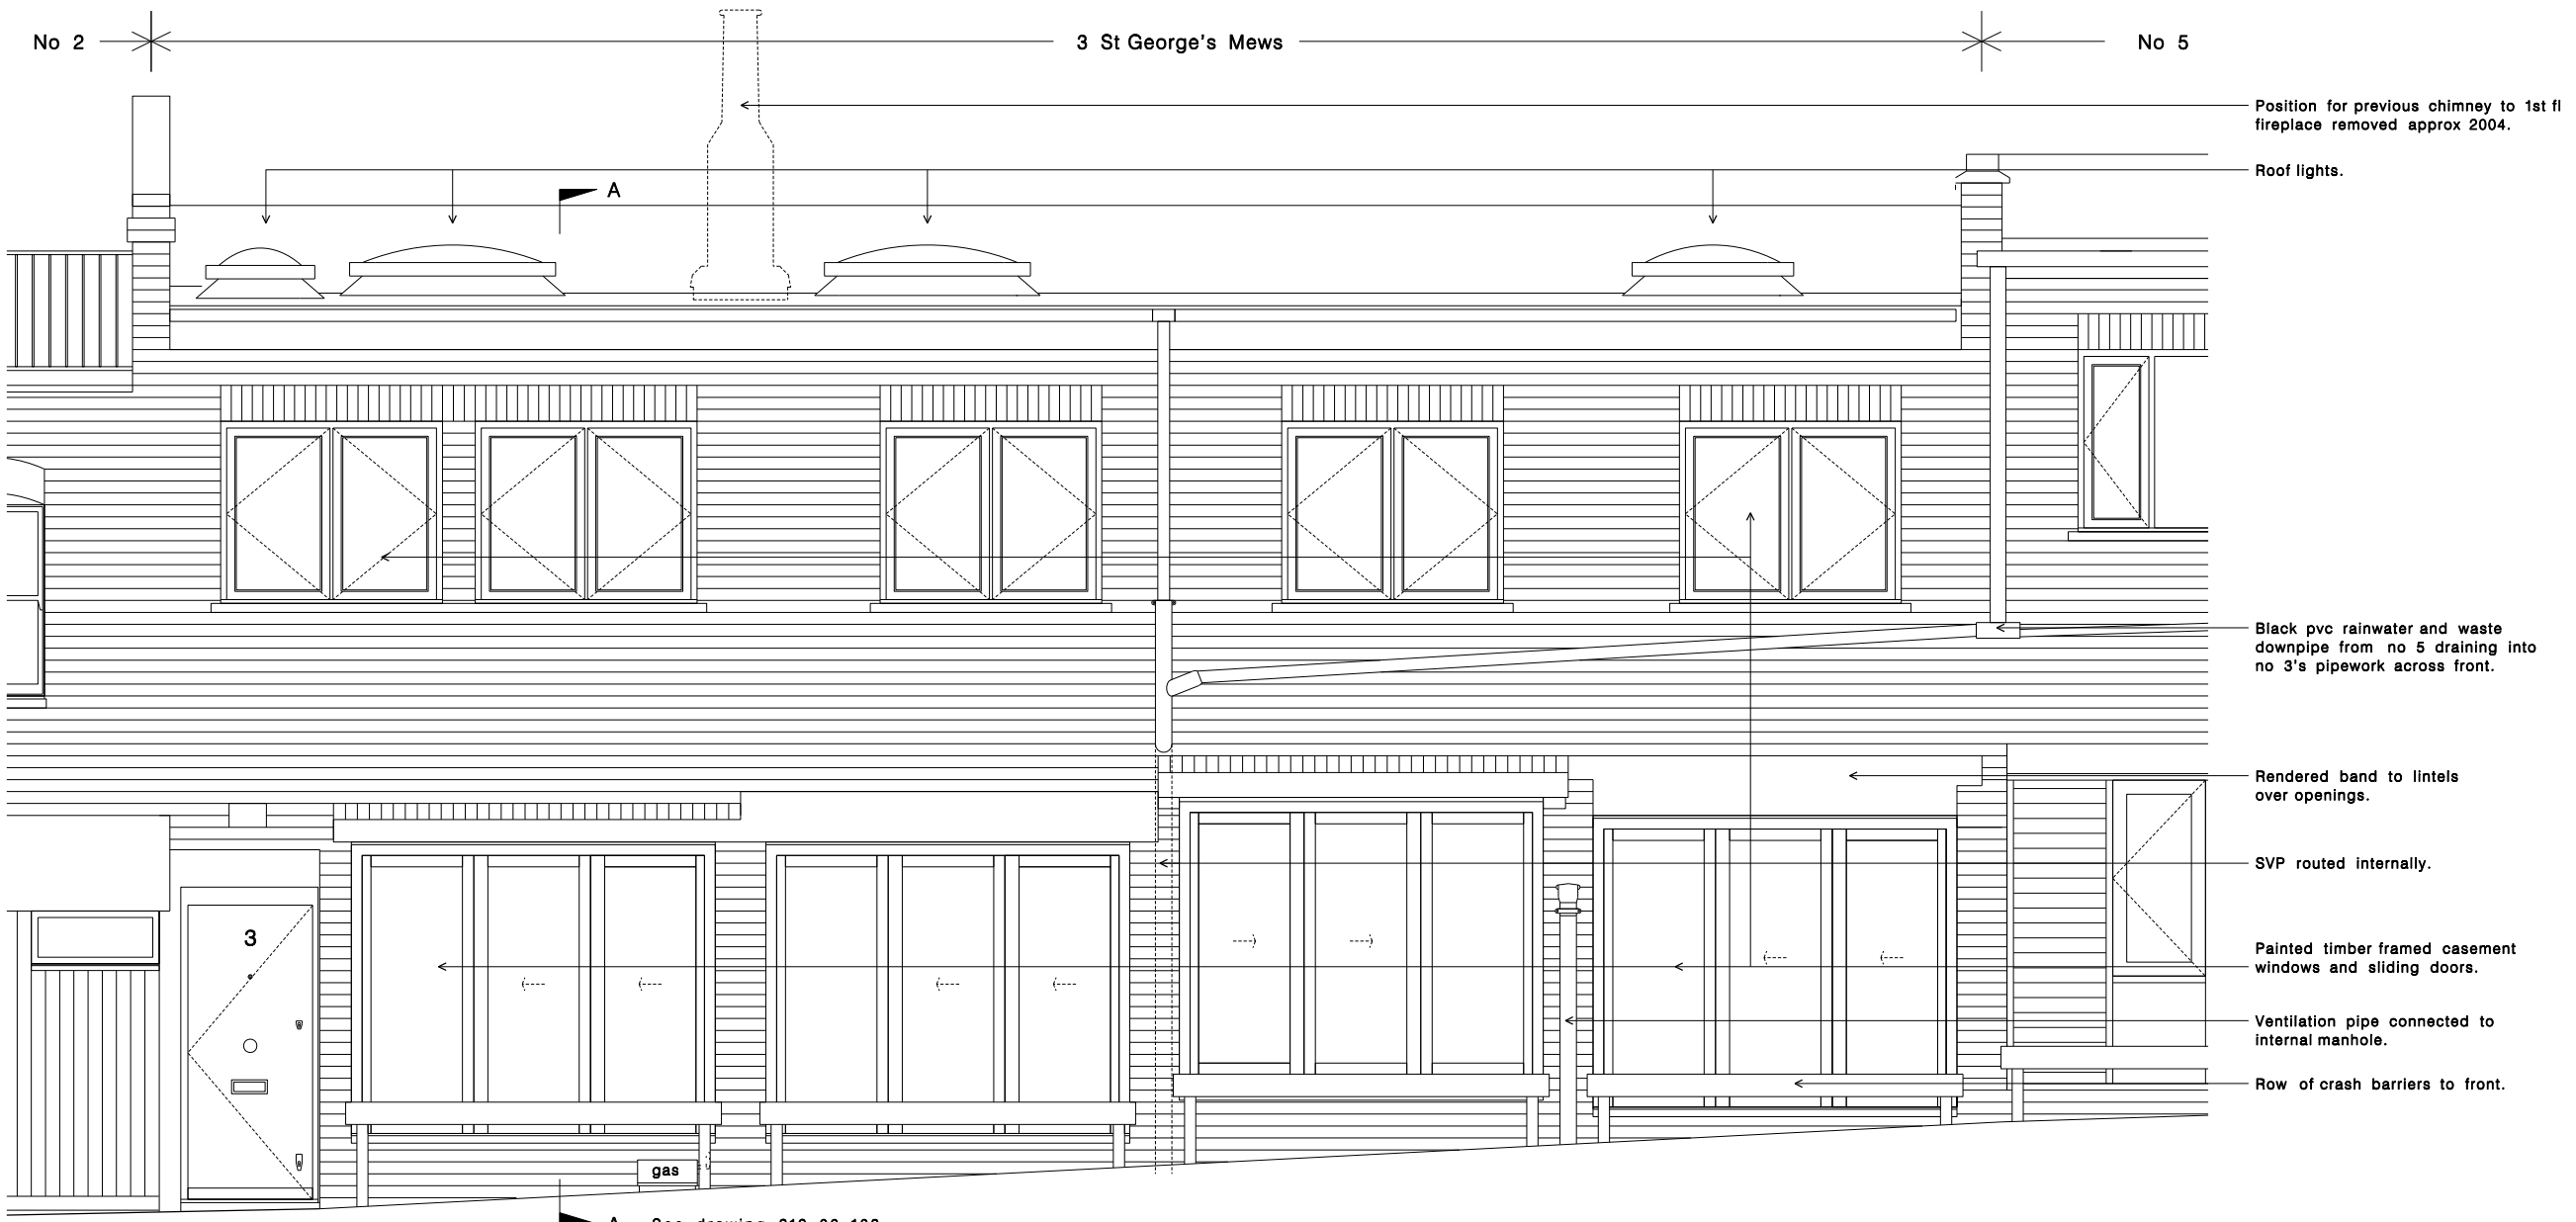 No 2
3 St George's Mews
No 5
Position for previous chimney to 1st fl
fireplace removed approx 2004.
Roof lights.
A
Black pvc rainwater and waste
downpipe from no 5 draining into
no 3's pipework across front.
Rendered band to lintels
over openings.
SVP routed internally.
3
Painted timber framed casement
windows and sliding doors.
Ventilation pipe connected to
internal manhole.
Row of crash barriers to front.
gas
A See drawing